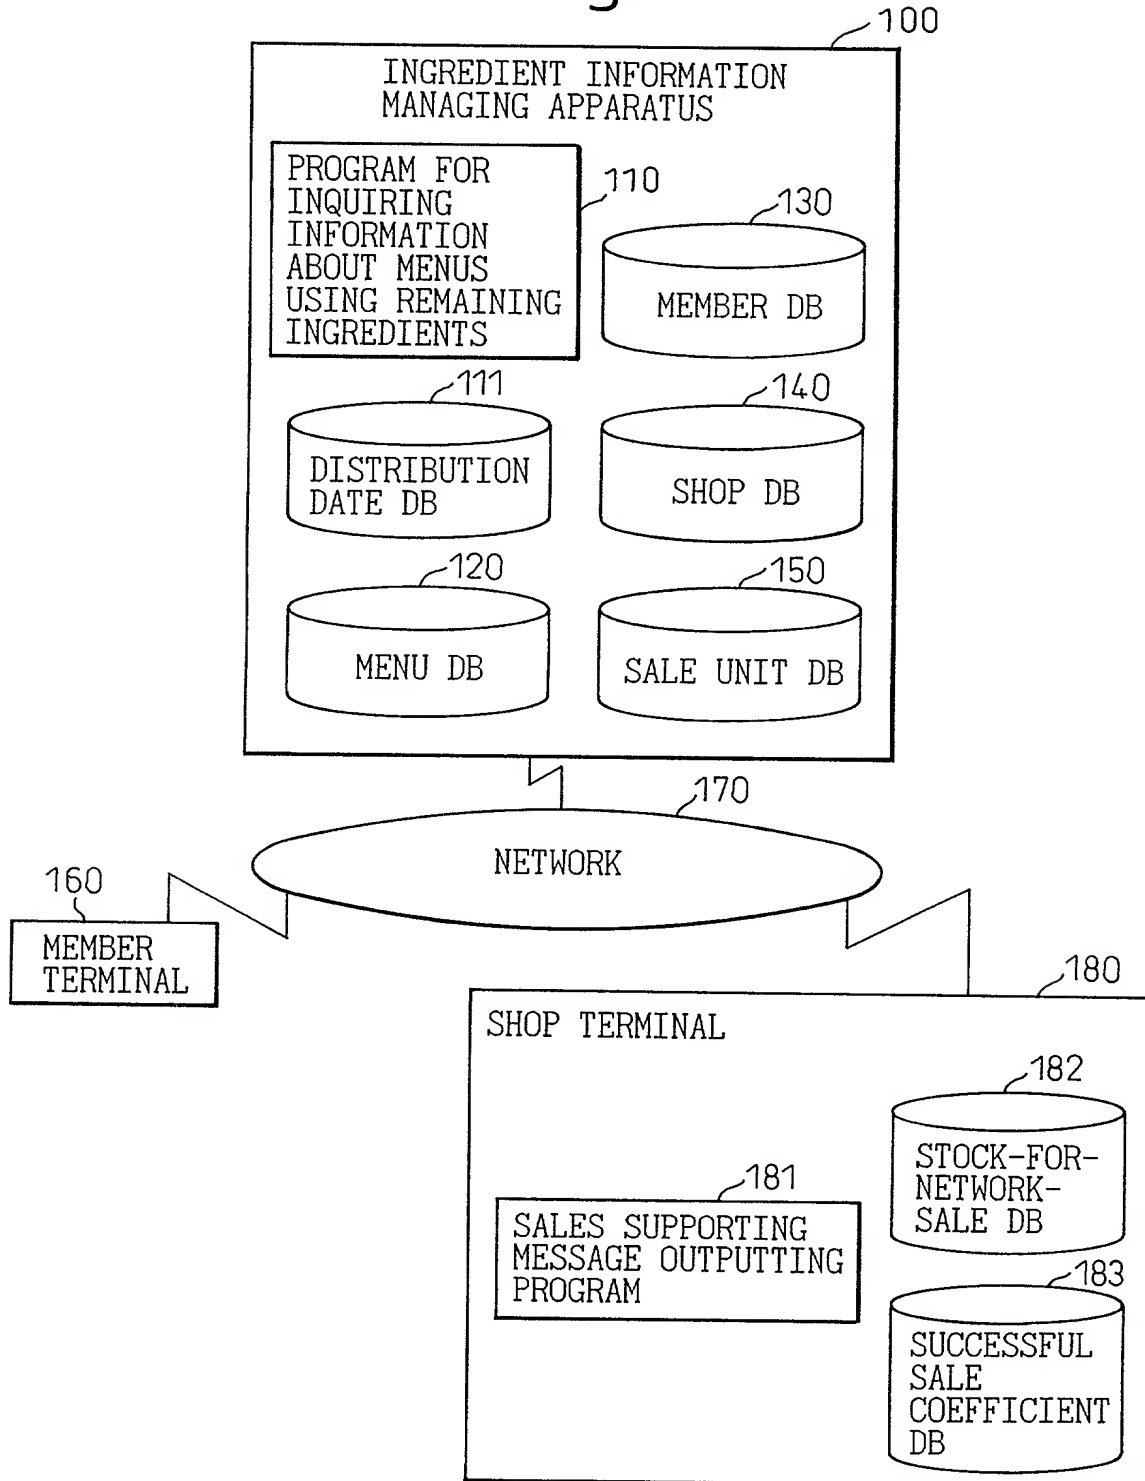 100
INGREDIENT INFORMATION
MANAGING APPARATUS
PROGRAM FOR
INQUIRING
INFORMATION
ABOUT MENUS
USING REMAINING
INGREDIENTS
110
130
MEMBER DB
111
DISTRIBUTION
DATE DB
140
SHOP DB
120
MENU DB
150
SALE UNIT DB
170
NETWORK
160
MEMBER
TERMINAL
180
SHOP TERMINAL
182
STOCK-FOR-
NETWORK-
SALE DB
181
SALES SUPPORTING
MESSAGE OUTPUTTING
PROGRAM
183
SUCCESSFUL
SALE
COEFFICIENT
DB